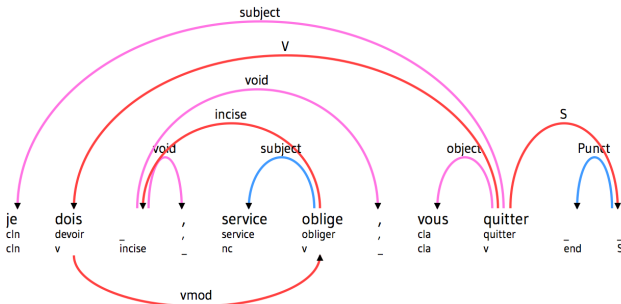 subject
V
void
incise
S
void subject object Punct
je dois , service oblige , vous quitter
cln devoir _ , service obliger , cla quitter _ _
cln v incise _ nc v _ cla v end S
vmod